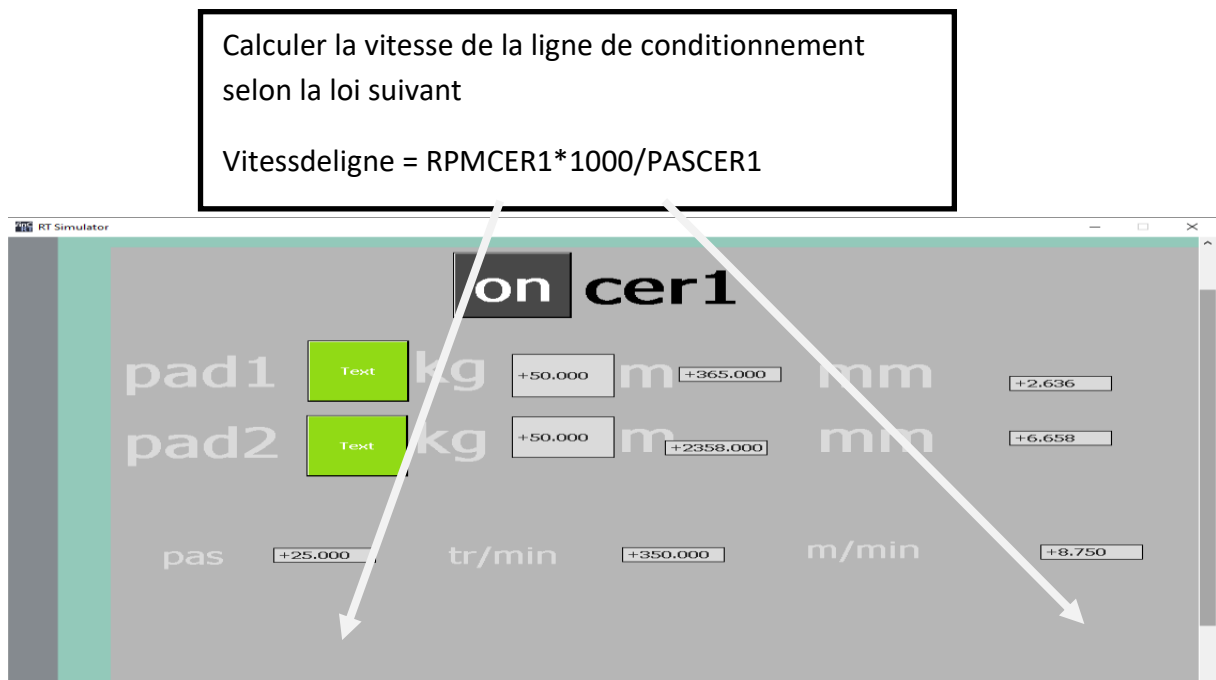 Calculer la vitesse de la ligne de conditionnement
selon la loi suivant
Vitessdeligne = RPMCER1*1000/PASCER1
RT Simulator
on cer1
pad1 Text kg +50.000 m +365.000 mm +2.636
pad2 Text kg +50.000 m +2358.000 mm +6.658
pas +25.000 tr/min +350.000 m/min +8.750